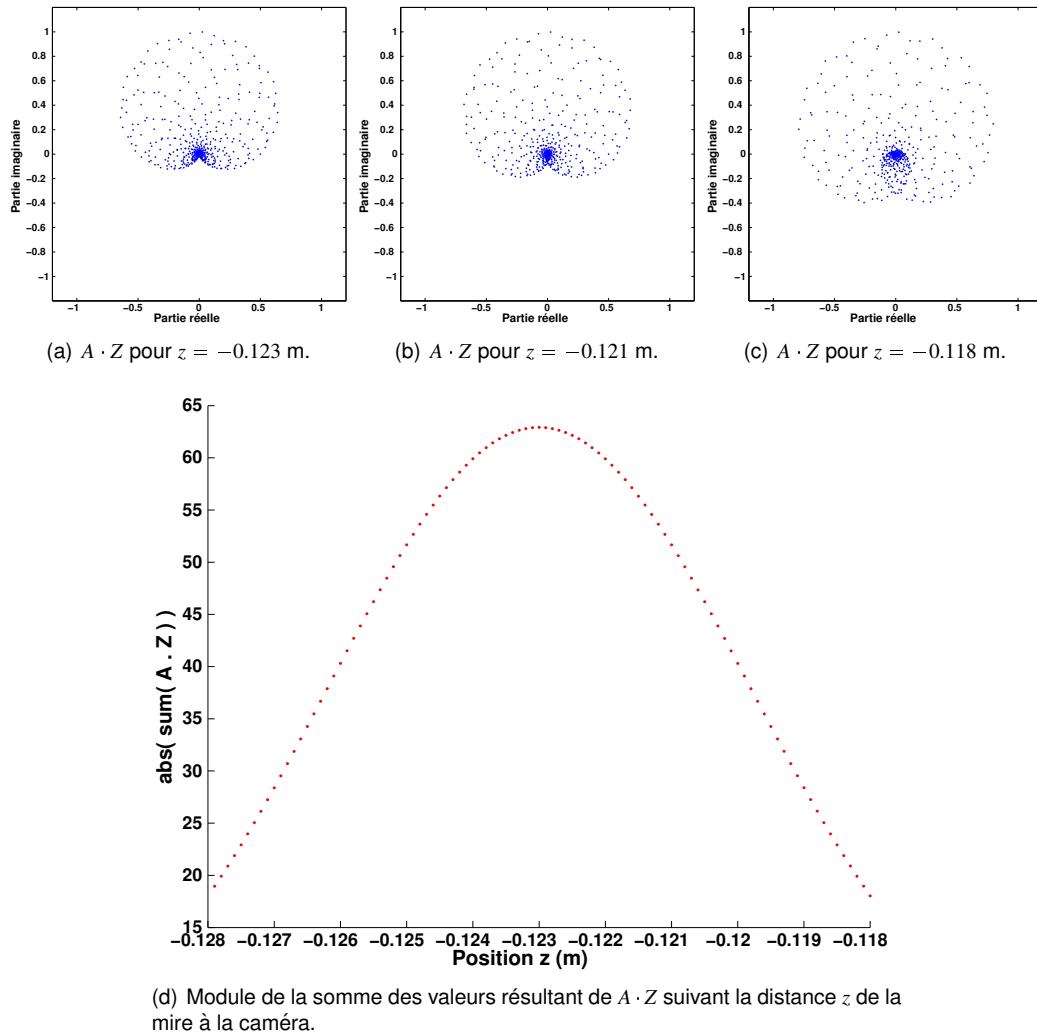 1
0.8
0.6
0.4
0.2
0
−0.2
−0.4
−0.6
−0.8
−1
Partie imaginaire
−1 −0.5 0 0.5 1
Partie réelle
(a) A · Z pour z = −0.123 m.
1
0.8
0.6
0.4
0.2
0
−0.2
−0.4
−0.6
−0.8
−1
Partie imaginaire
−1 −0.5 0 0.5 1
Partie réelle
(b) A · Z pour z = −0.121 m.
1
0.8
0.6
0.4
0.2
0
−0.2
−0.4
−0.6
−0.8
−1
Partie imaginaire
−1 −0.5 0 0.5 1
Partie réelle
(c) A · Z pour z = −0.118 m.
65
60
55
50
45
40
35
30
25
20
15
abs( sum( A . Z ) )
−0.128 −0.127 −0.126 −0.125 −0.124 −0.123 −0.122 −0.121 −0.12 −0.119 −0.118
Position z (m)
(d) Module de la somme des valeurs résultant de A · Z suivant la distance z de la
mire à la caméra.